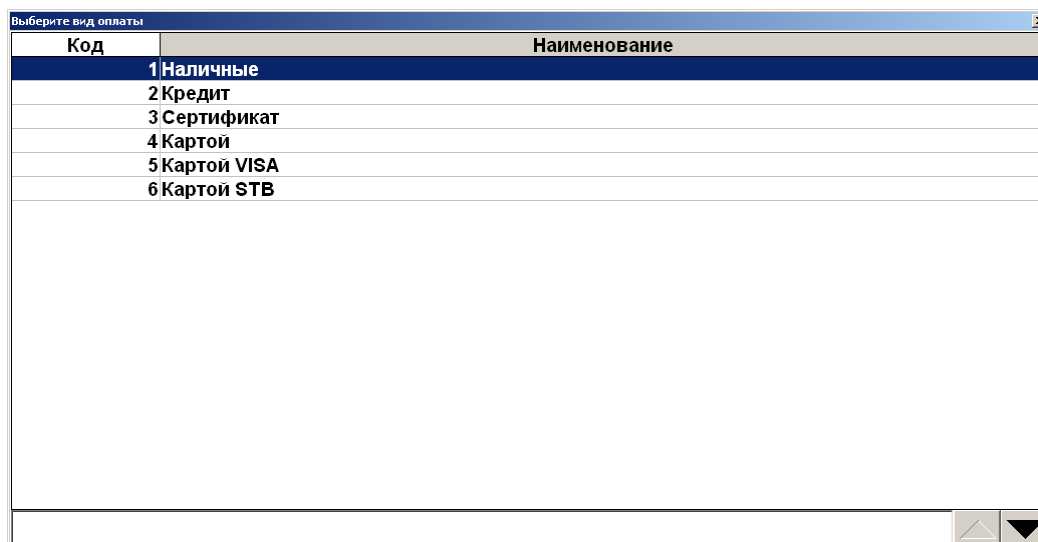 Выберите вид оплаты
Код Наименование
1 Наличные
2 Кредит
3 Сертификат
4 Картой
5 Картой VISA
6 Картой STB